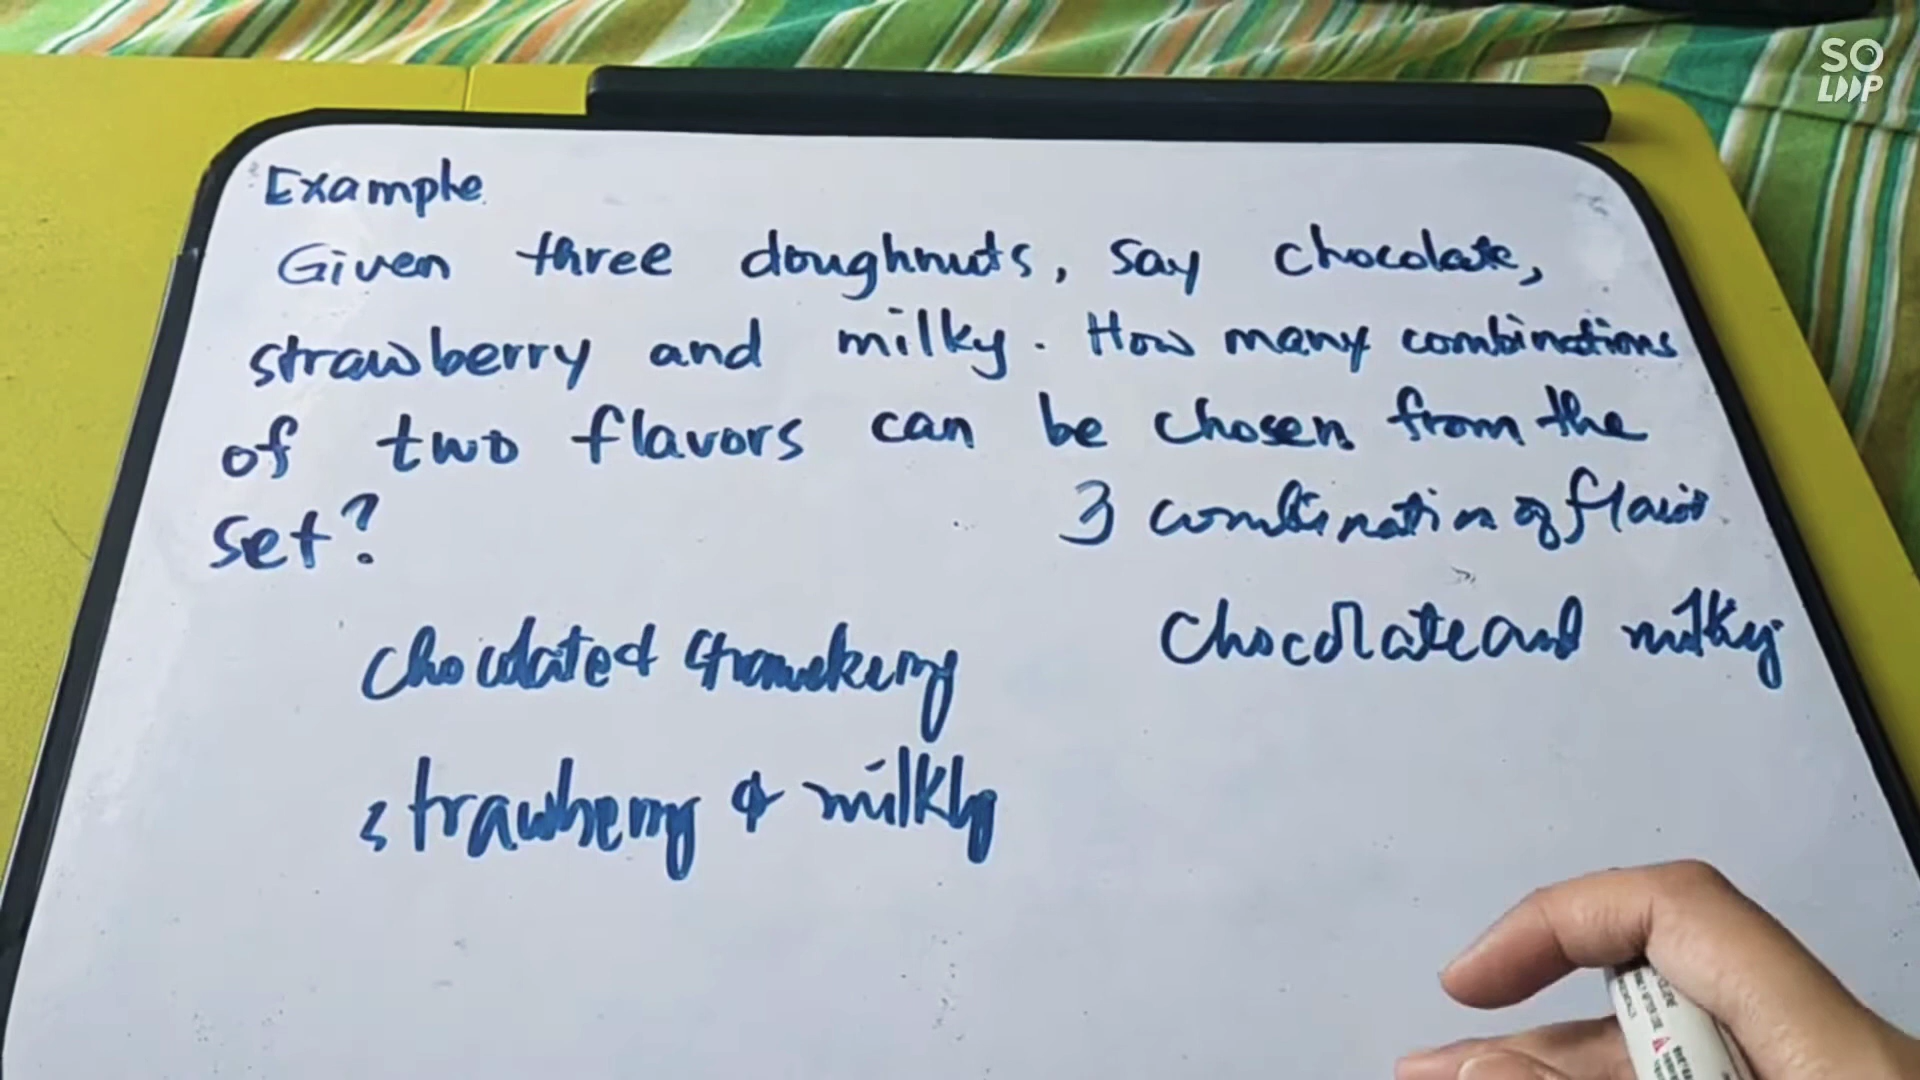 SO
LOOP
Example
Given three doughnuts, say chocolate,
strawberry and milky. How many combinations
of two flavors can be chosen from the
set?
3 combination of flavor
chocolate & strawberry
chocolate and milky
strawberry & milky